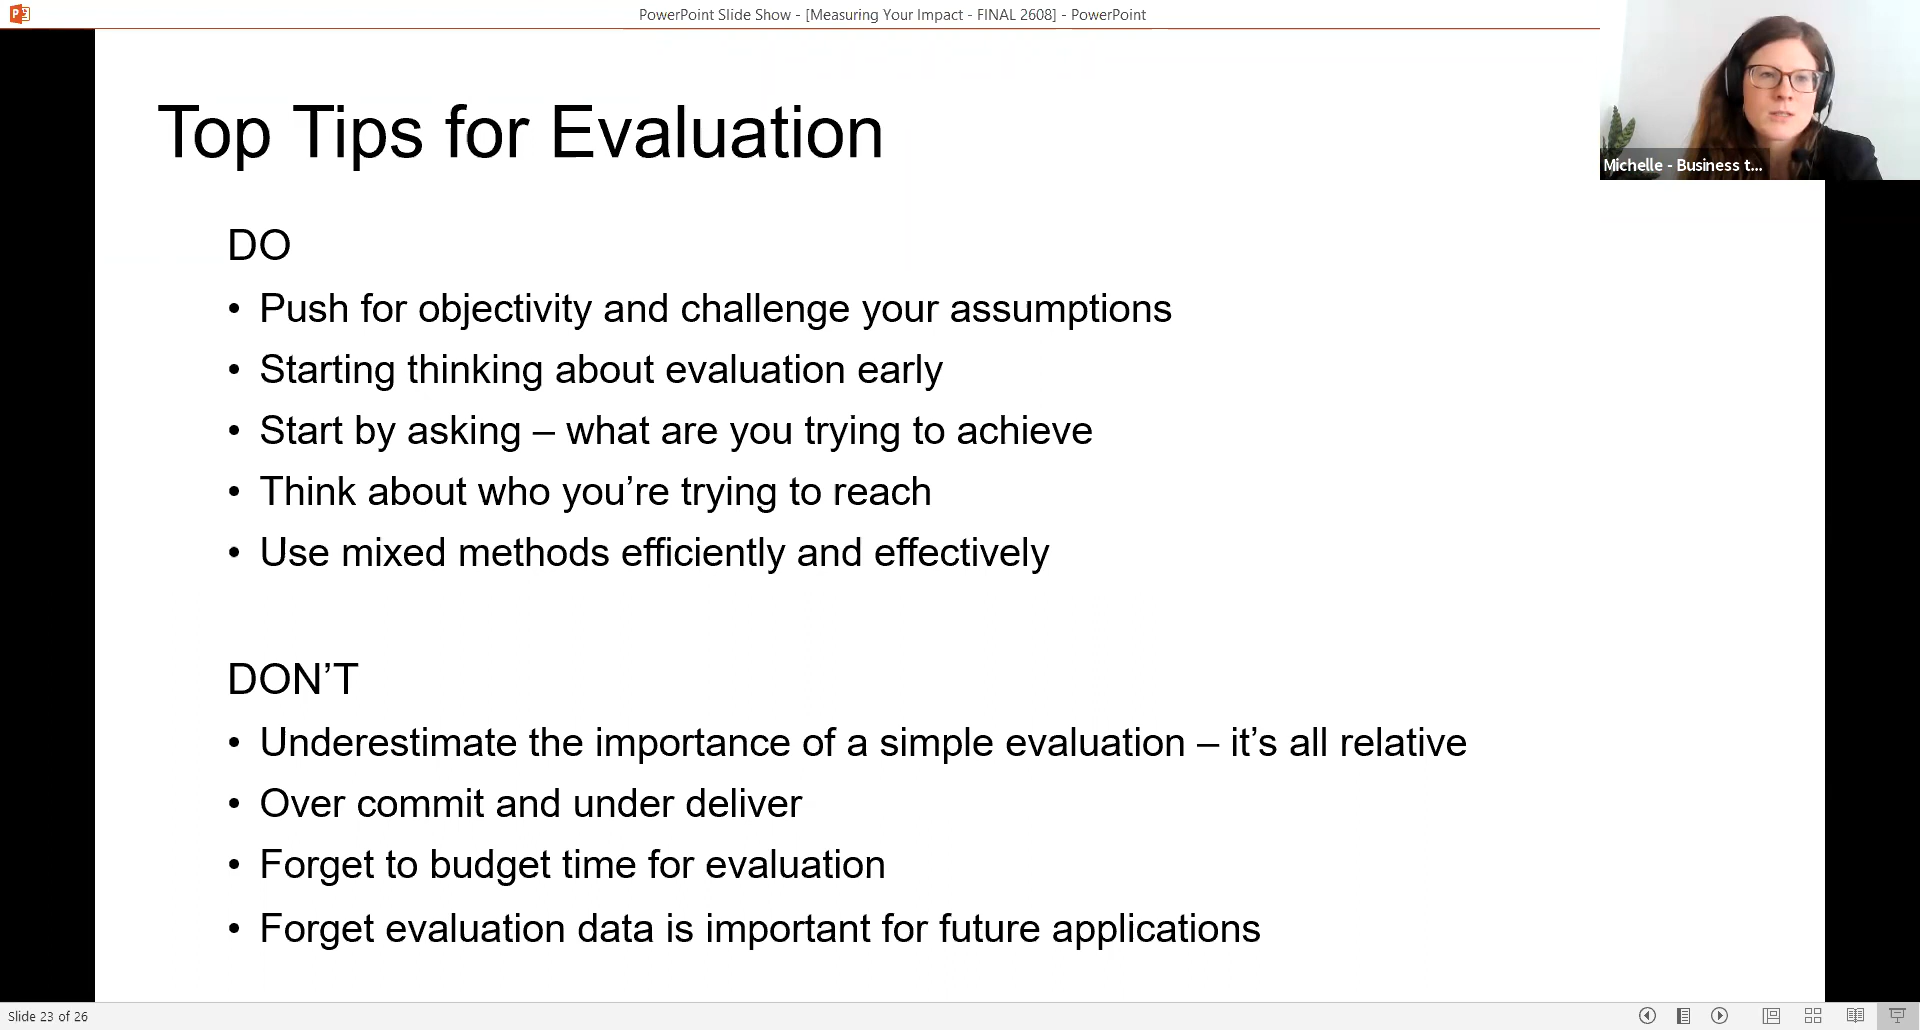 PowerPoint Slide Show - [Measuring Your Impact - FINAL 2608] - PowerPoint
Michelle - Business t...
Top Tips for Evaluation
DO
• Push for objectivity and challenge your assumptions
• Starting thinking about evaluation early
• Start by asking – what are you trying to achieve
• Think about who you’re trying to reach
• Use mixed methods efficiently and effectively
DON’T
• Underestimate the importance of a simple evaluation – it’s all relative
• Over commit and under deliver
• Forget to budget time for evaluation
• Forget evaluation data is important for future applications
Slide 23 of 26